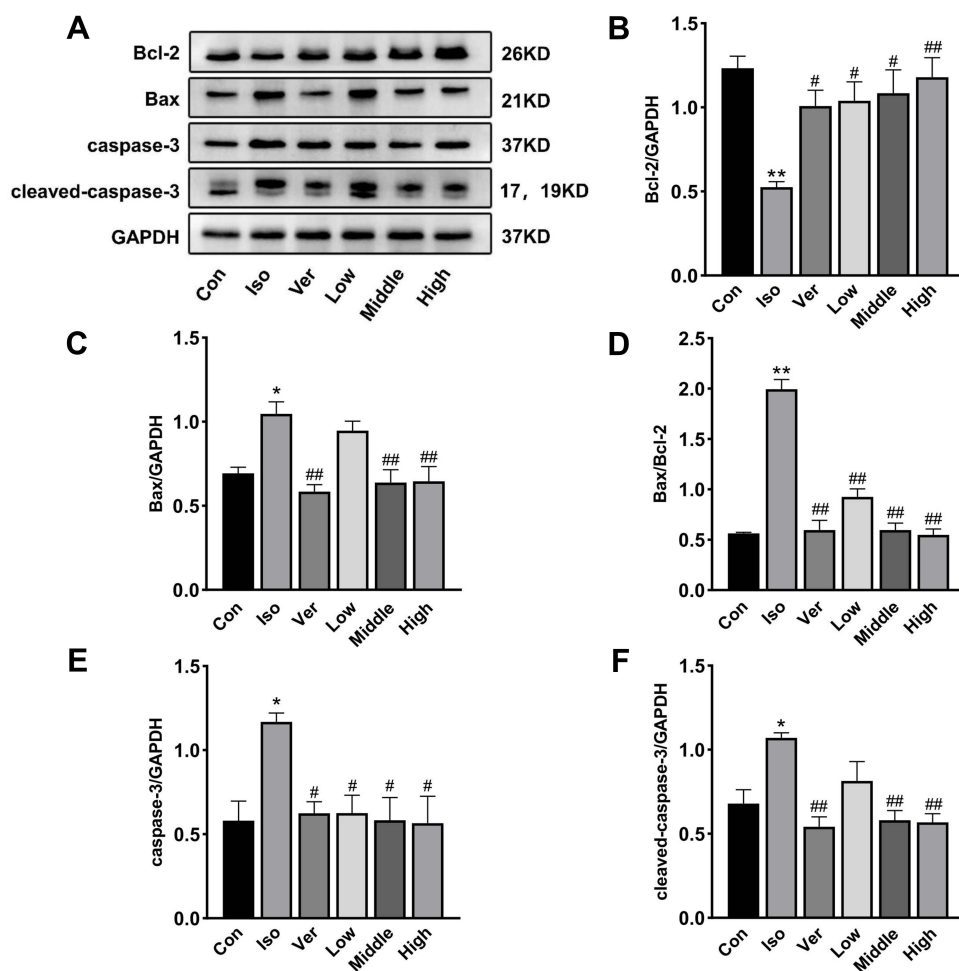 A
Bcl-2
26KD
Bax
21KD
caspase-3
37KD
cleaved-caspase-3
17, 19KD
GAPDH
37KD
Con Iso Ver Low Middle High
B
Bcl-2/GAPDH
1.5
1.0
0.5
0.0
** # # # ##
Con Iso Ver Low Middle High
C
Bax/GAPDH
1.5
1.0
0.5
0.0
* ## ## ##
Con Iso Ver Low Middle High
D
Bax/Bcl-2
2.5
2.0
1.5
1.0
0.5
0.0
** ## ## ## ##
Con Iso Ver Low Middle High
E
caspase-3/GAPDH
1.5
1.0
0.5
0.0
* # # # #
Con Iso Ver Low Middle High
F
cleaved-caspase-3/GAPDH
1.5
1.0
0.5
0.0
* ## ## ##
Con Iso Ver Low Middle High